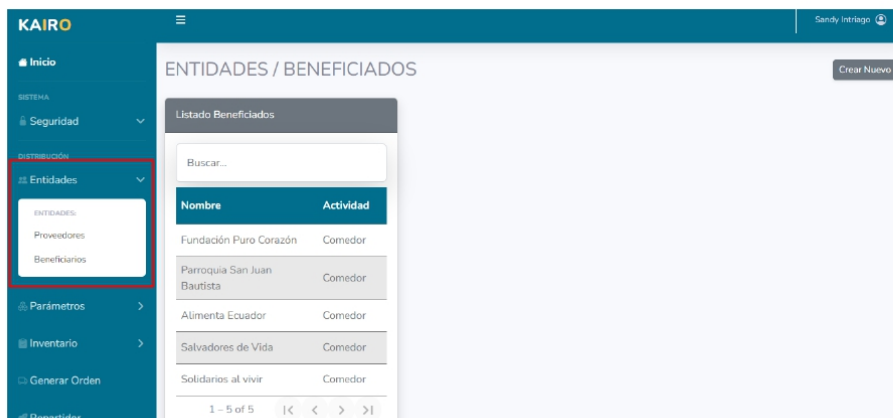 KAIRO
Sandy Intriago
Inicio
ENTIDADES / BENEFICIADOS
Crear Nuevo
SISTEMA
Seguridad
Listado Beneficiados
DISTRIBUCIÓN
Buscar...
Entidades
ENTIDADES:
Proveedores
Beneficiarios
Nombre Actividad
Fundación Puro Corazón Comedor
Parroquia San Juan
Bautista Comedor
Alimenta Ecuador Comedor
Salvadores de Vida Comedor
Solidarios al vivir Comedor
1 – 5 of 5
Parámetros
Inventario
Generar Orden
Repartidor